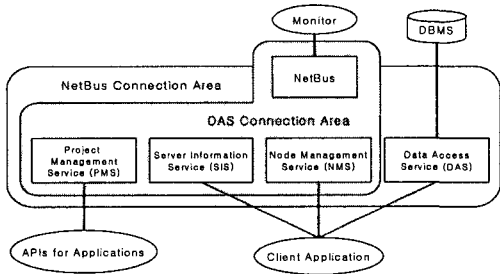 Monitor
DBMS
NetBus Connection Area
NetBus
DAS Connection Area
Project
Management
Service (PMS)
Server Information
Service (SIS)
Node Management
Service (NMS)
Data Access
Service (DAS)
APIs for Applications
Client Application